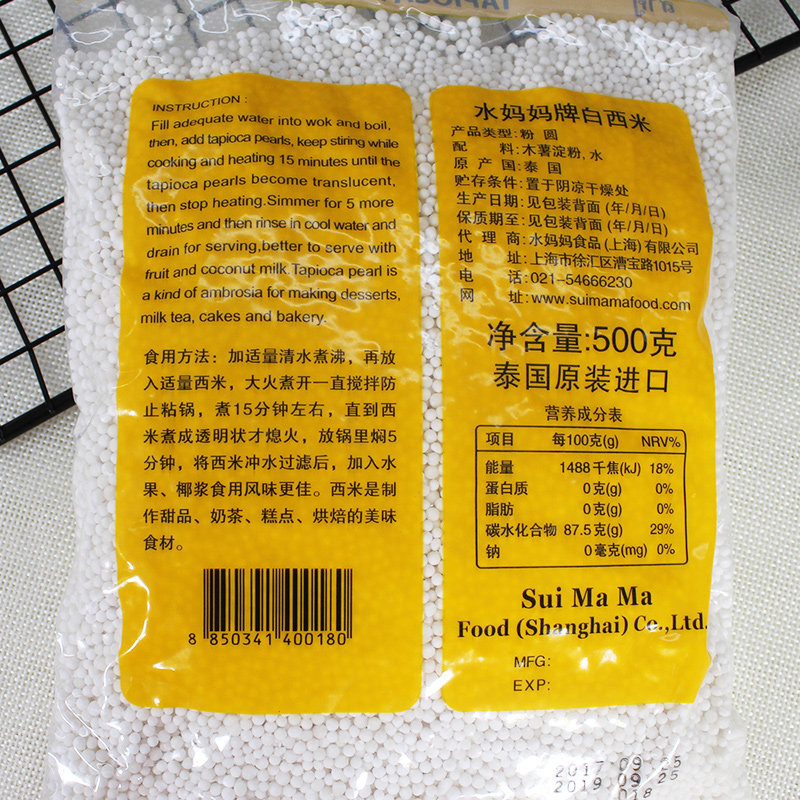 INSTRUCTION :
Fill adequate water into wok and boil,
then, add tapioca pearls, keep stiring while
cooking and heating 15 minutes until the
tapioca pearls become translucent,
then stop heating.Simmer for 5 more
minutes and then rinse in cool water and
drain for serving,better to serve with
fruit and coconut milk.Tapioca pearl is
a kind of ambrosia for making desserts,
milk tea, cakes and bakery.
食用方法：加适量清水煮沸，再放
入适量西米，大火煮开一直搅拌防
止粘锅，煮15分钟左右，直到西
米煮成透明状才熄火，放锅里焖5
分钟，将西米冲水过滤后，加入水
果、椰浆食用风味更佳。西米是制
作甜品、奶茶、糕点、烘焙的美味
食材。
8 850341 400180
水妈妈牌白西米
产品类型: 粉 圆
配 料: 木薯淀粉, 水
原 产 国: 泰 国
贮存条件: 置于阴凉干燥处
生产日期: 见包装背面 (年/月/日)
保质期至: 见包装背面 (年/月/日)
代 理 商: 水妈妈食品 (上海) 有限公司
地 址: 上海市徐汇区漕宝路1015号
电 话: 021-54666230
网 址: www.suimamafood.com
净含量:500克
泰国原装进口
营养成分表
项目 每100克(g) NRV%
能量 1488 千焦(kJ) 18%
蛋白质 0 克(g) 0%
脂肪 0 克(g) 0%
碳水化合物 87.5 克(g) 29%
钠 0 毫克(mg) 0%
Sui Ma Ma
Food (Shanghai) Co.,Ltd.
MFG:
EXP:
2017 09 25
2019 09 25